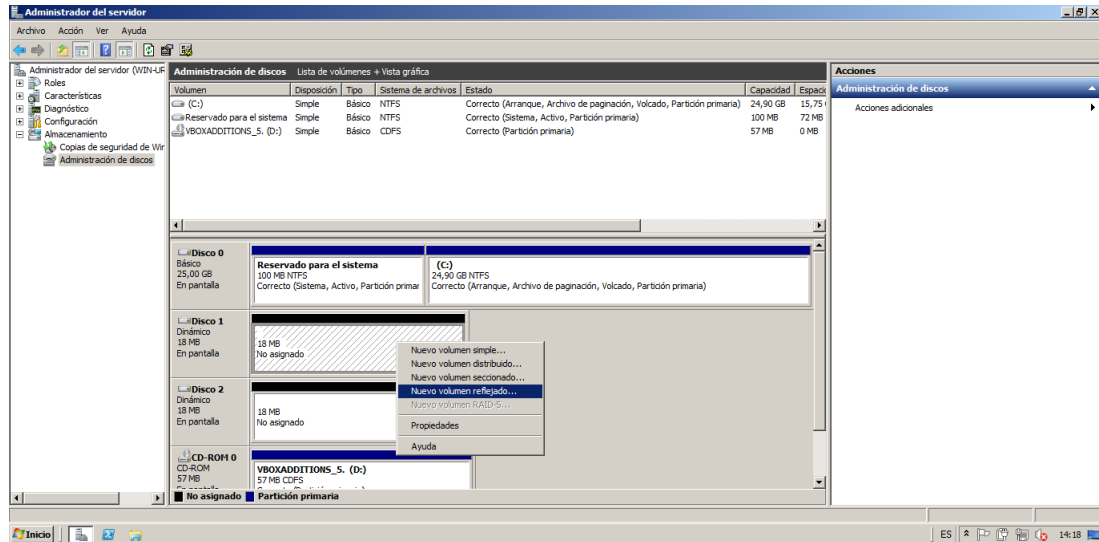 Administrador del servidor
Archivo Acción Ver Ayuda
Administrador del servidor (WIN-UR
Roles
Características
Diagnóstico
Configuración
Almacenamiento
Copias de seguridad de Wir
Administración de discos
Administración de discos Lista de volúmenes + Vista gráfica
Volumen Disposición Tipo Sistema de archivos Estado Capacidad Espacio
(C:) Simple Básico NTFS Correcto (Arranque, Archivo de paginación, Volcado, Partición primaria) 24,90 GB 15,75
Reservado para el sistema Simple Básico NTFS Correcto (Sistema, Activo, Partición primaria) 100 MB 72 MB
VBOXADDITIONS_5. (D:) Simple Básico CDFS Correcto (Partición primaria) 57 MB 0 MB
Disco 0
Básico
25,00 GB
En pantalla
Reservado para el sistema
100 MB NTFS
Correcto (Sistema, Activo, Partición primar
(C:)
24,90 GB NTFS
Correcto (Arranque, Archivo de paginación, Volcado, Partición primaria)
Disco 1
Dinámico
18 MB
En pantalla
18 MB
No asignado
Disco 2
Dinámico
18 MB
En pantalla
18 MB
No asignado
Nuevo volumen simple...
Nuevo volumen distribuido...
Nuevo volumen seccionado...
Nuevo volumen reflejado...
Nuevo volumen RAID-5...
Propiedades
Ayuda
CD-ROM 0
CD-ROM
57 MB
VBOXADDITIONS_5. (D:)
57 MB CDFS
No asignado Partición primaria
Acciones
Administración de discos
Acciones adicionales
Inicio
ES 14:18